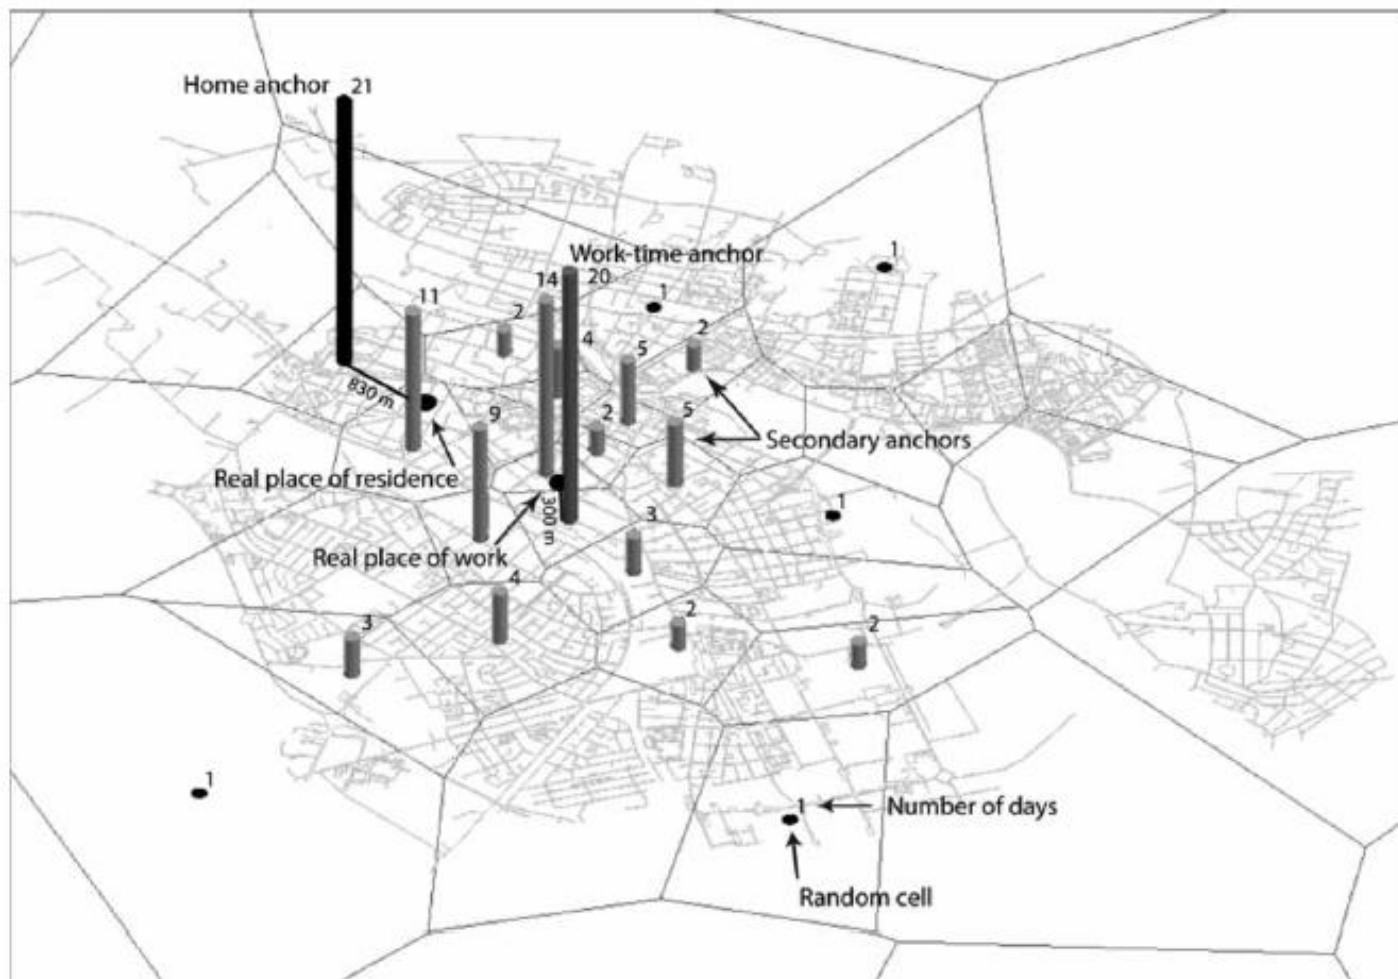 Home anchor 21
Work-time anchor
20
1
14
11
1
2
2
4
5
830 m
2
5
9
Secondary anchors
Real place of residence
1
300 m
3
Real place of work
4
2
2
3
1
1
Number of days
Random cell